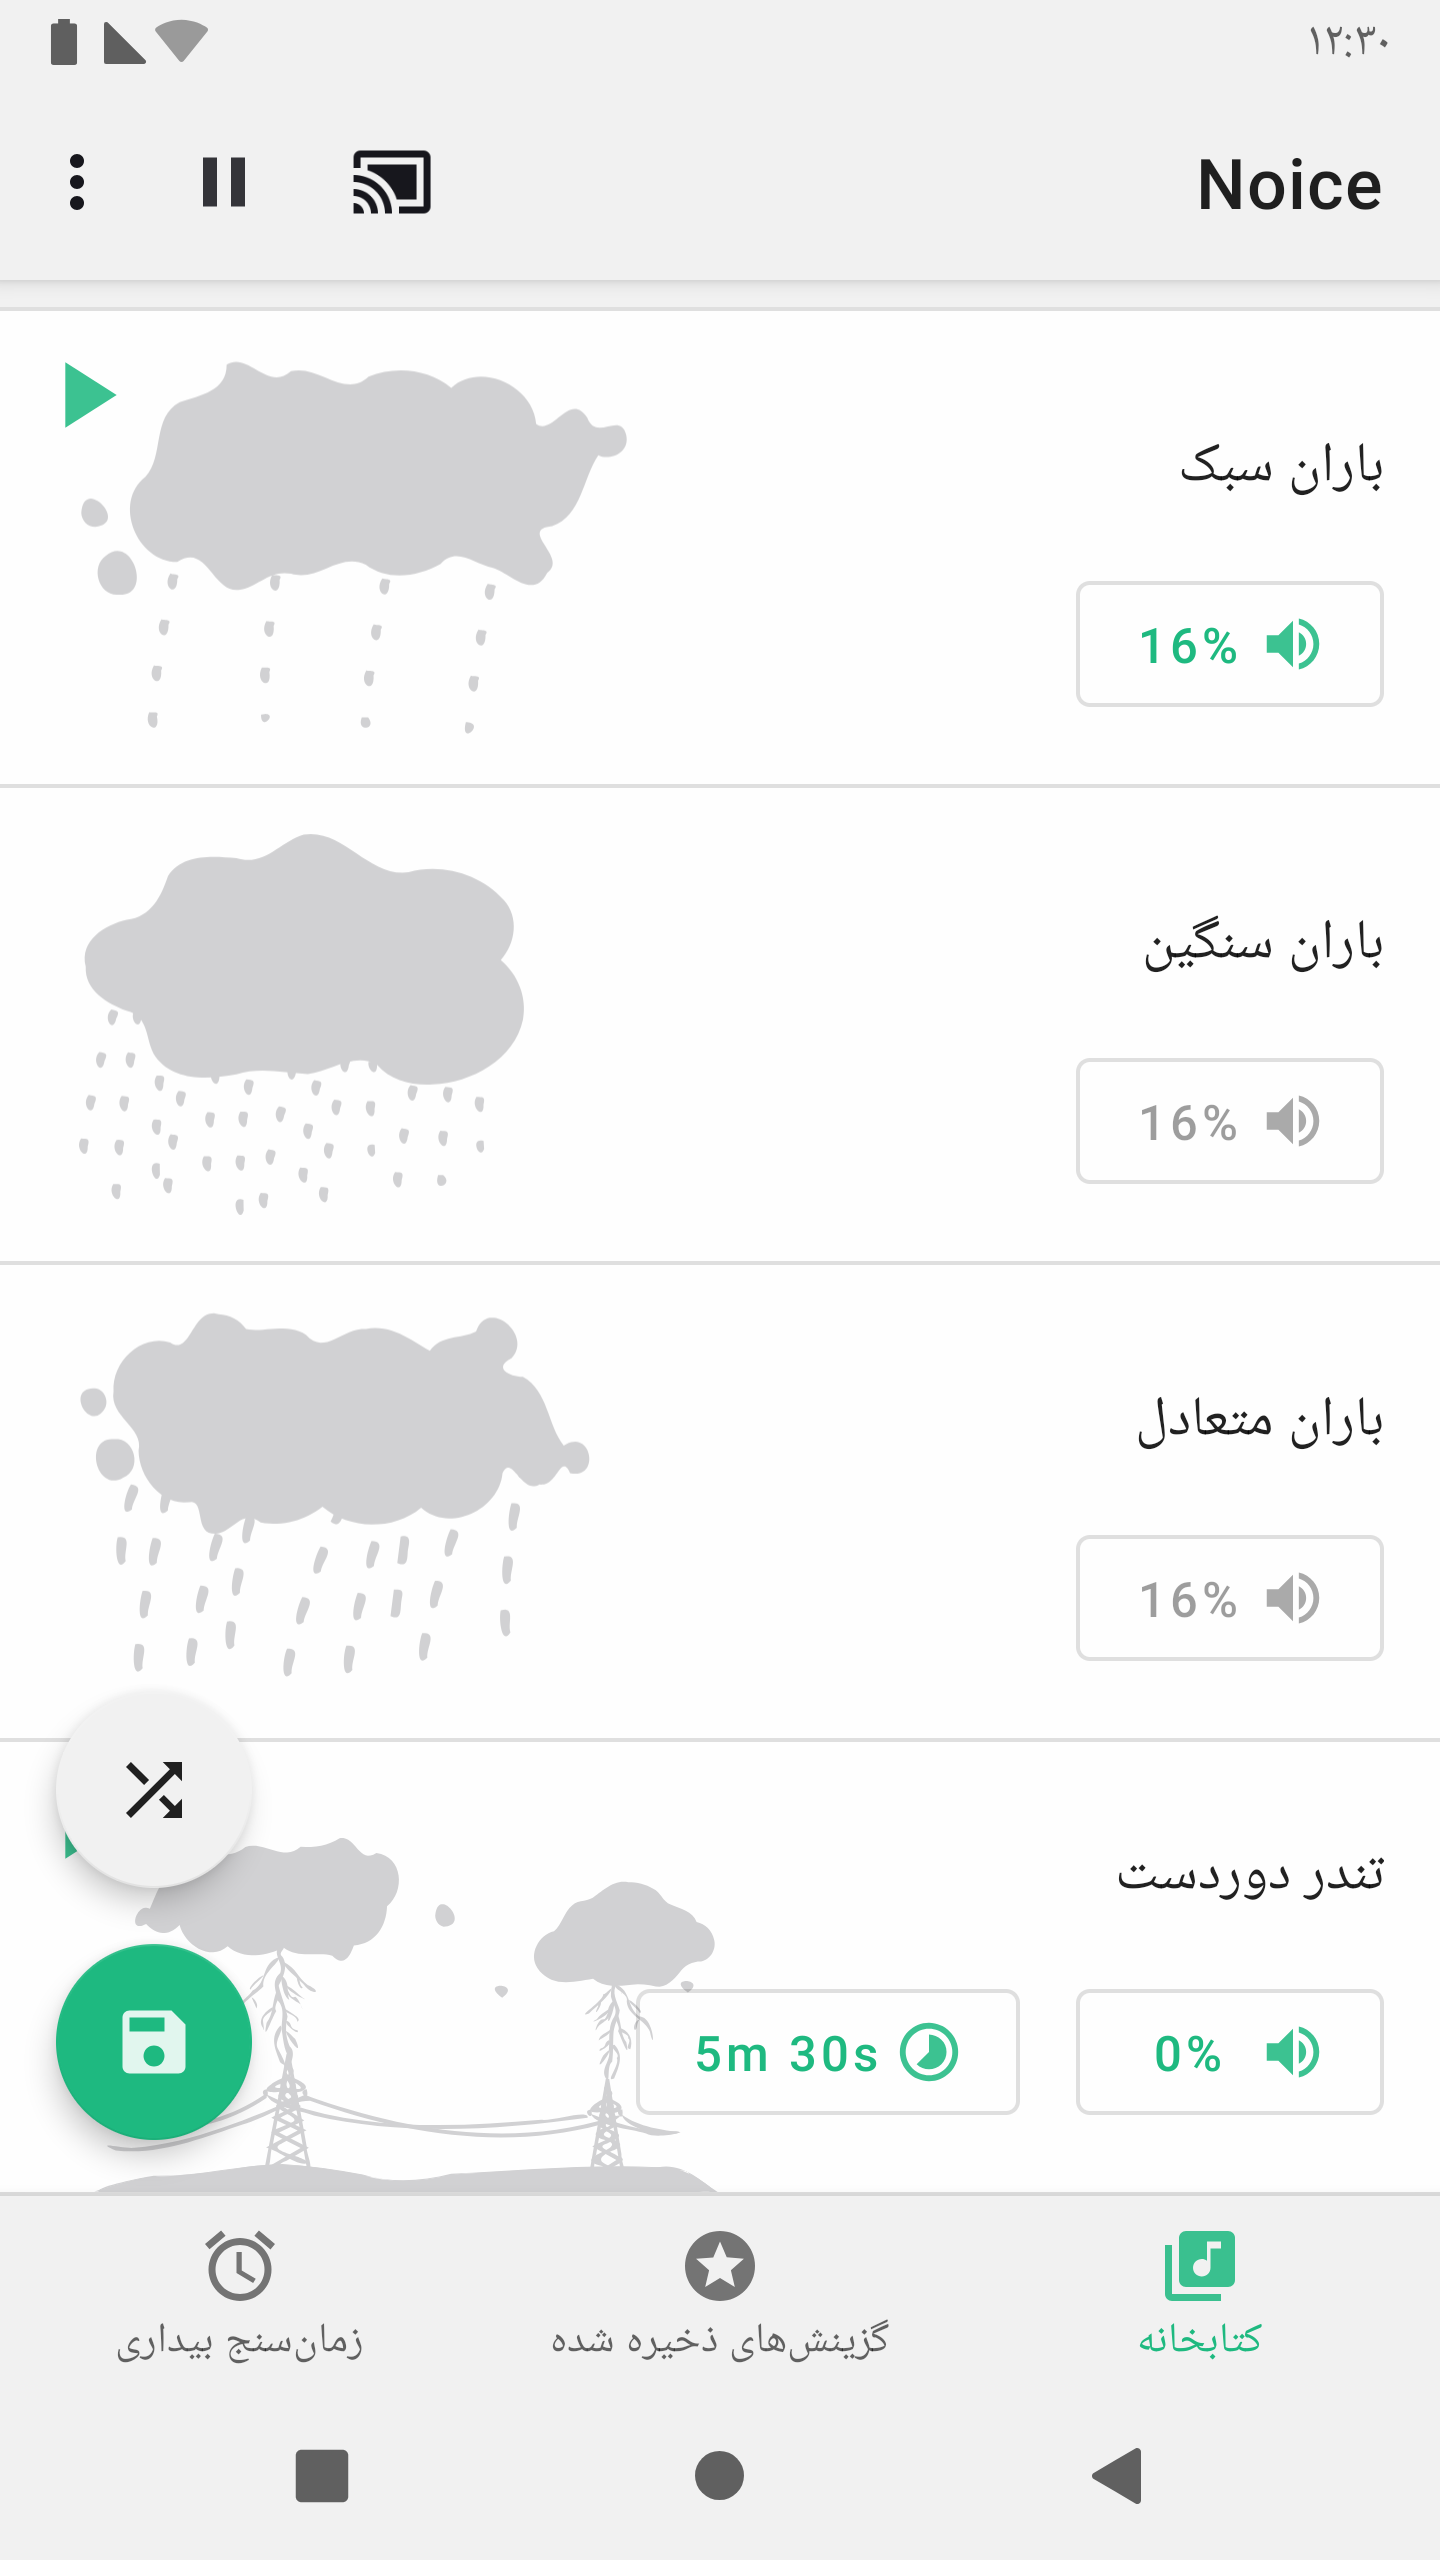 ۱۲:۳۰
Noice
باران سبک
16%
باران سنگین
16%
باران متعادل
16%
تندر دوردست
0%
5m 30s
کتابخانه
گزینش‌های ذخیره شده
زمان‌سنج بیداری